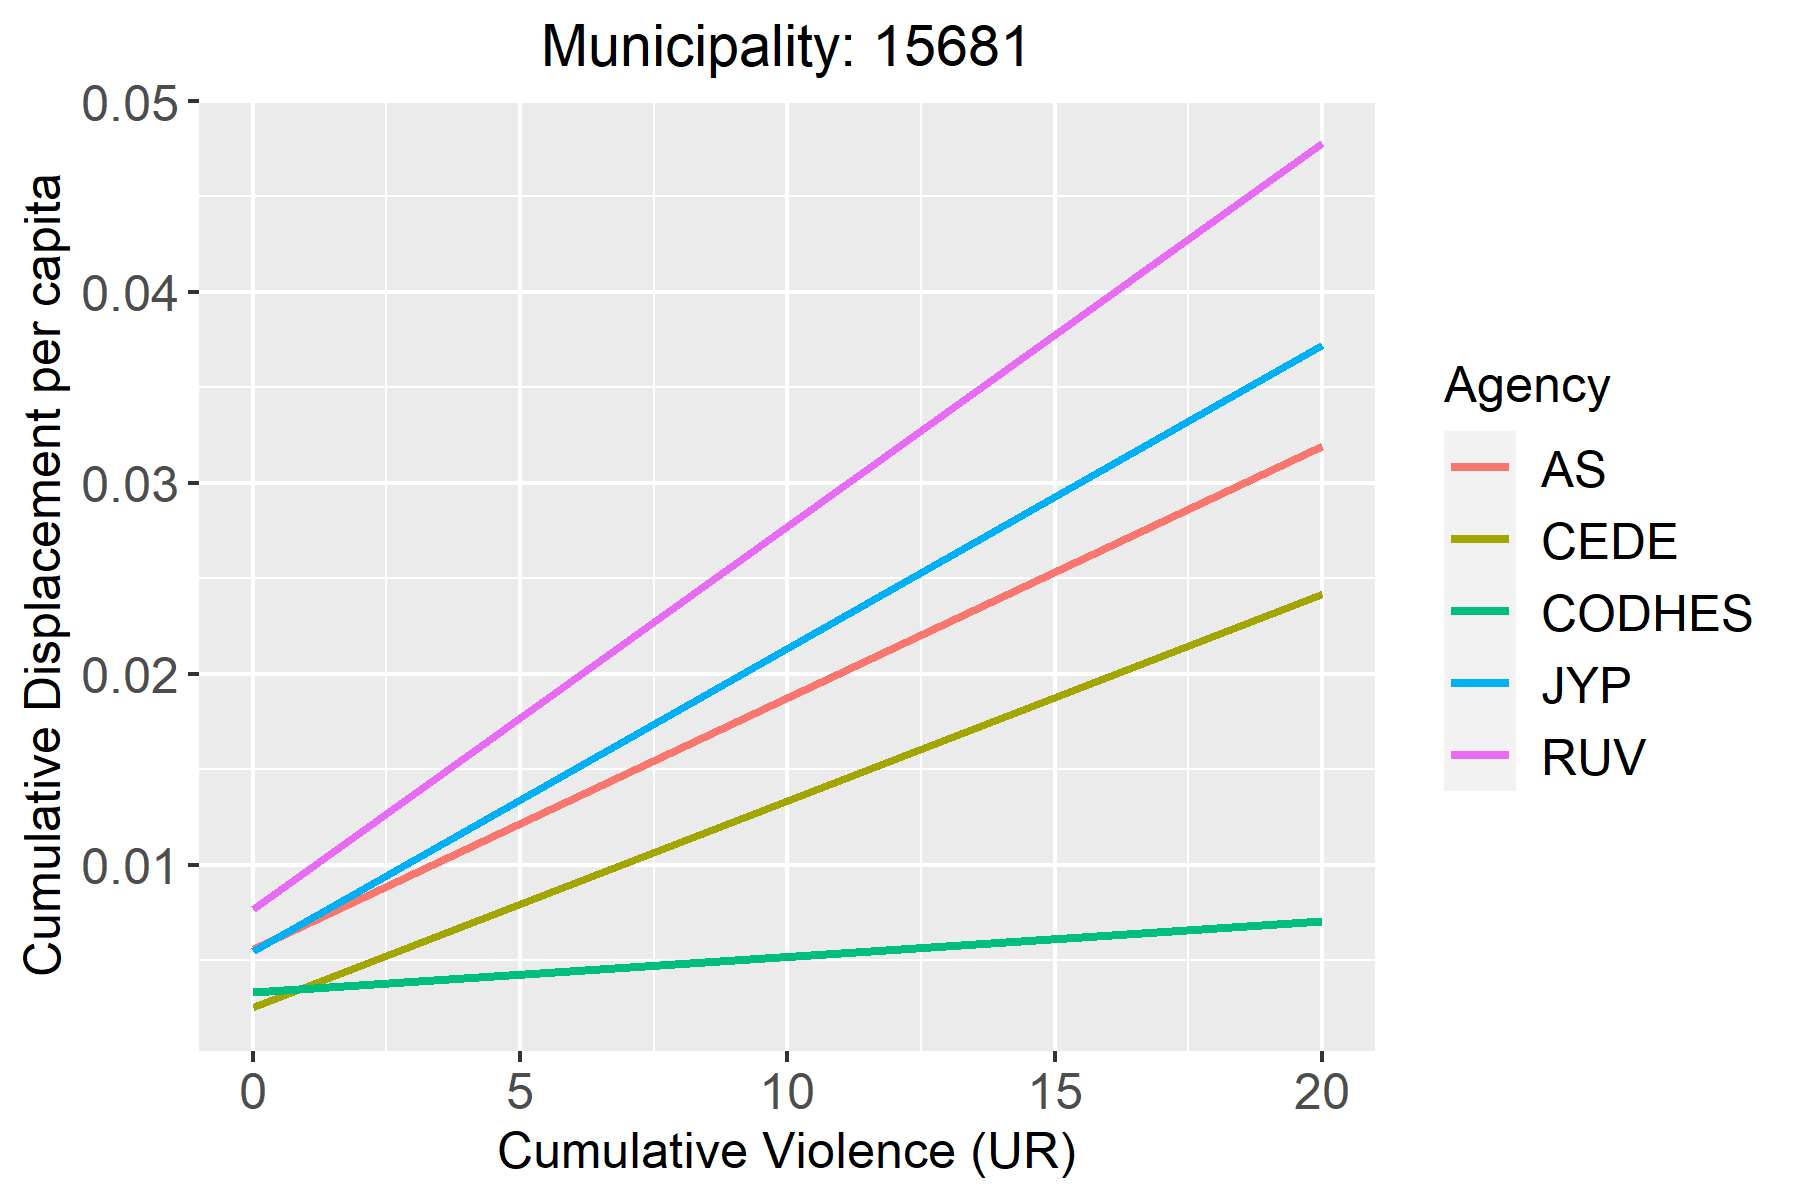 Municipality: 15681
Cumulative Displacement per capita
0.05
0.04
0.03
0.02
0.01
0 5 10 15 20
Cumulative Violence (UR)
Agency
AS
CEDE
CODHES
JYP
RUV